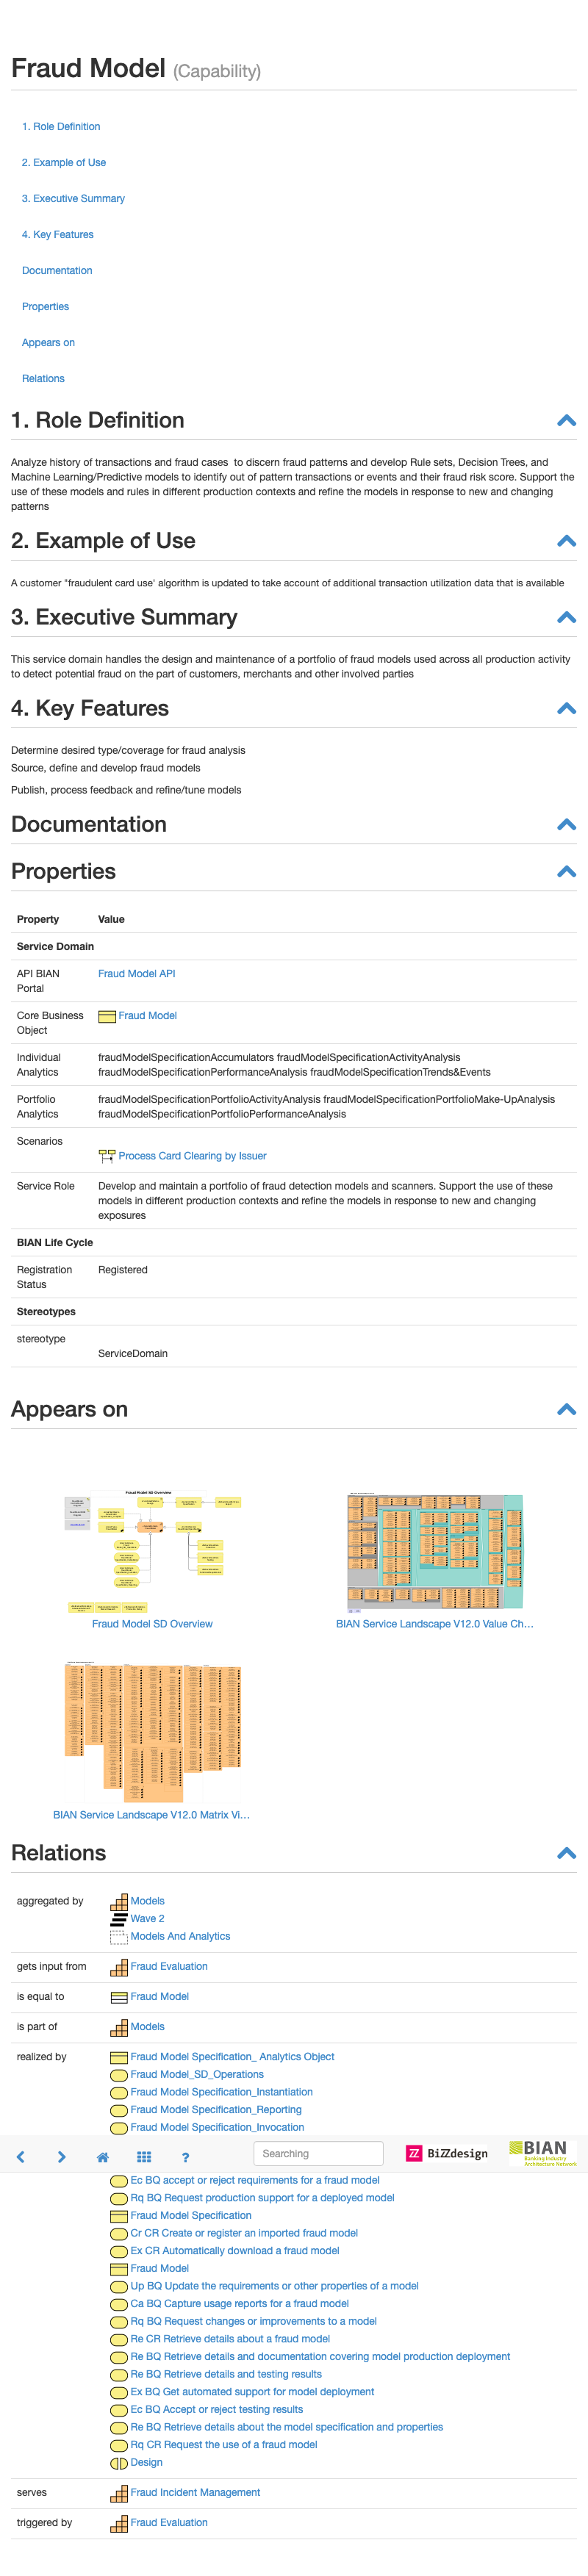 Fraud Model (Capability)
1. Role Definition
2. Example of Use
3. Executive Summary
4. Key Features
Documentation
Properties
Appears on
Relations
1. Role Definition
Analyze history of transactions and fraud cases  to discern fraud patterns and develop Rule sets, Decision Trees, and
Machine Learning/Predictive models to identify out of pattern transactions or events and their fraud risk score. Support the
use of these models and rules in different production contexts and refine the models in response to new and changing
patterns
2. Example of Use
A customer "fraudulent card use' algorithm is updated to take account of additional transaction utilization data that is available
3. Executive Summary
This service domain handles the design and maintenance of a portfolio of fraud models used across all production activity
to detect potential fraud on the part of customers, merchants and other involved parties
4. Key Features
Determine desired type/coverage for fraud analysis
Source, define and develop fraud models
Publish, process feedback and refine/tune models
Documentation
Properties
Property Value
Service Domain
API BIAN Fraud Model API
Portal
Core Business Fraud Model
Object
Individual fraudModelSpecificationAccumulators fraudModelSpecificationActivityAnalysis
Analytics fraudModelSpecificationPerformanceAnalysis fraudModelSpecificationTrends&Events
Portfolio fraudModelSpecificationPortfolioActivityAnalysis fraudModelSpecificationPortfolioMake-UpAnalysis
Analytics fraudModelSpecificationPortfolioPerformanceAnalysis
Scenarios
Process Card Clearing by Issuer
Service Role Develop and maintain a portfolio of fraud detection models and scanners. Support the use of these
models in different production contexts and refine the models in response to new and changing
exposures
BIAN Life Cycle
Registration Registered
Status
Stereotypes
stereotype
ServiceDomain
Appears on
Fraud Model SD Overview
Fraud Model SD Overview
BIAN Service Landscape V12.0 Value Ch...
BIAN Service Landscape V12.0 Matrix Vi...
Relations
aggregated by Models
Wave 2
Models And Analytics
gets input from Fraud Evaluation
is equal to Fraud Model
is part of Models
realized by Fraud Model Specification_ Analytics Object
Fraud Model_SD_Operations
Fraud Model Specification_Instantiation
Fraud Model Specification_Reporting
Fraud Model Specification_Invocation
? Searching BiZZdesign BIAN
Banking Industry
Architecture Network
Ec BQ accept or reject requirements for a fraud model
Rq BQ Request production support for a deployed model
Fraud Model Specification
Cr CR Create or register an imported fraud model
Ex CR Automatically download a fraud model
Fraud Model
Up BQ Update the requirements or other properties of a model
Ca BQ Capture usage reports for a fraud model
Rq BQ Request changes or improvements to a model
Re CR Retrieve details about a fraud model
Re BQ Retrieve details and documentation covering model production deployment
Re BQ Retrieve details and testing results
Ex BQ Get automated support for model deployment
Ec BQ Accept or reject testing results
Re BQ Retrieve details about the model specification and properties
Rq CR Request the use of a fraud model
Design
serves Fraud Incident Management
triggered by Fraud Evaluation